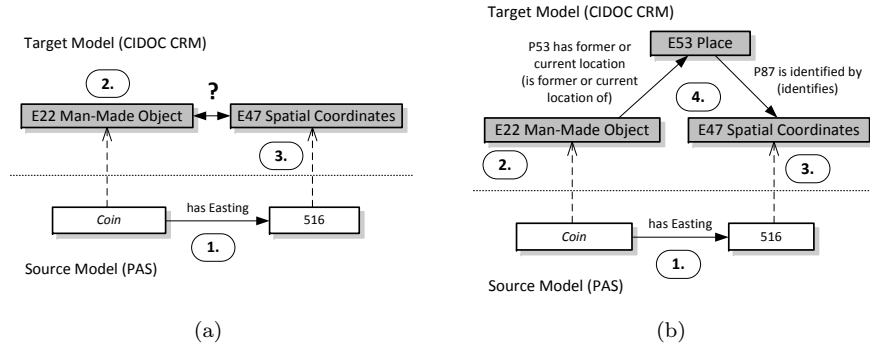 Target Model (CIDOC CRM)
2.
?
E22 Man-Made Object
E47 Spatial Coordinates
3.
Coin
has Easting
516
1.
Source Model (PAS)
(a)
Target Model (CIDOC CRM)
E53 Place
P53 has former or
current location
(is former or current
location of)
P87 is identified by
(identifies)
4.
E22 Man-Made Object
E47 Spatial Coordinates
2.
3.
Coin
has Easting
516
1.
Source Model (PAS)
(b)